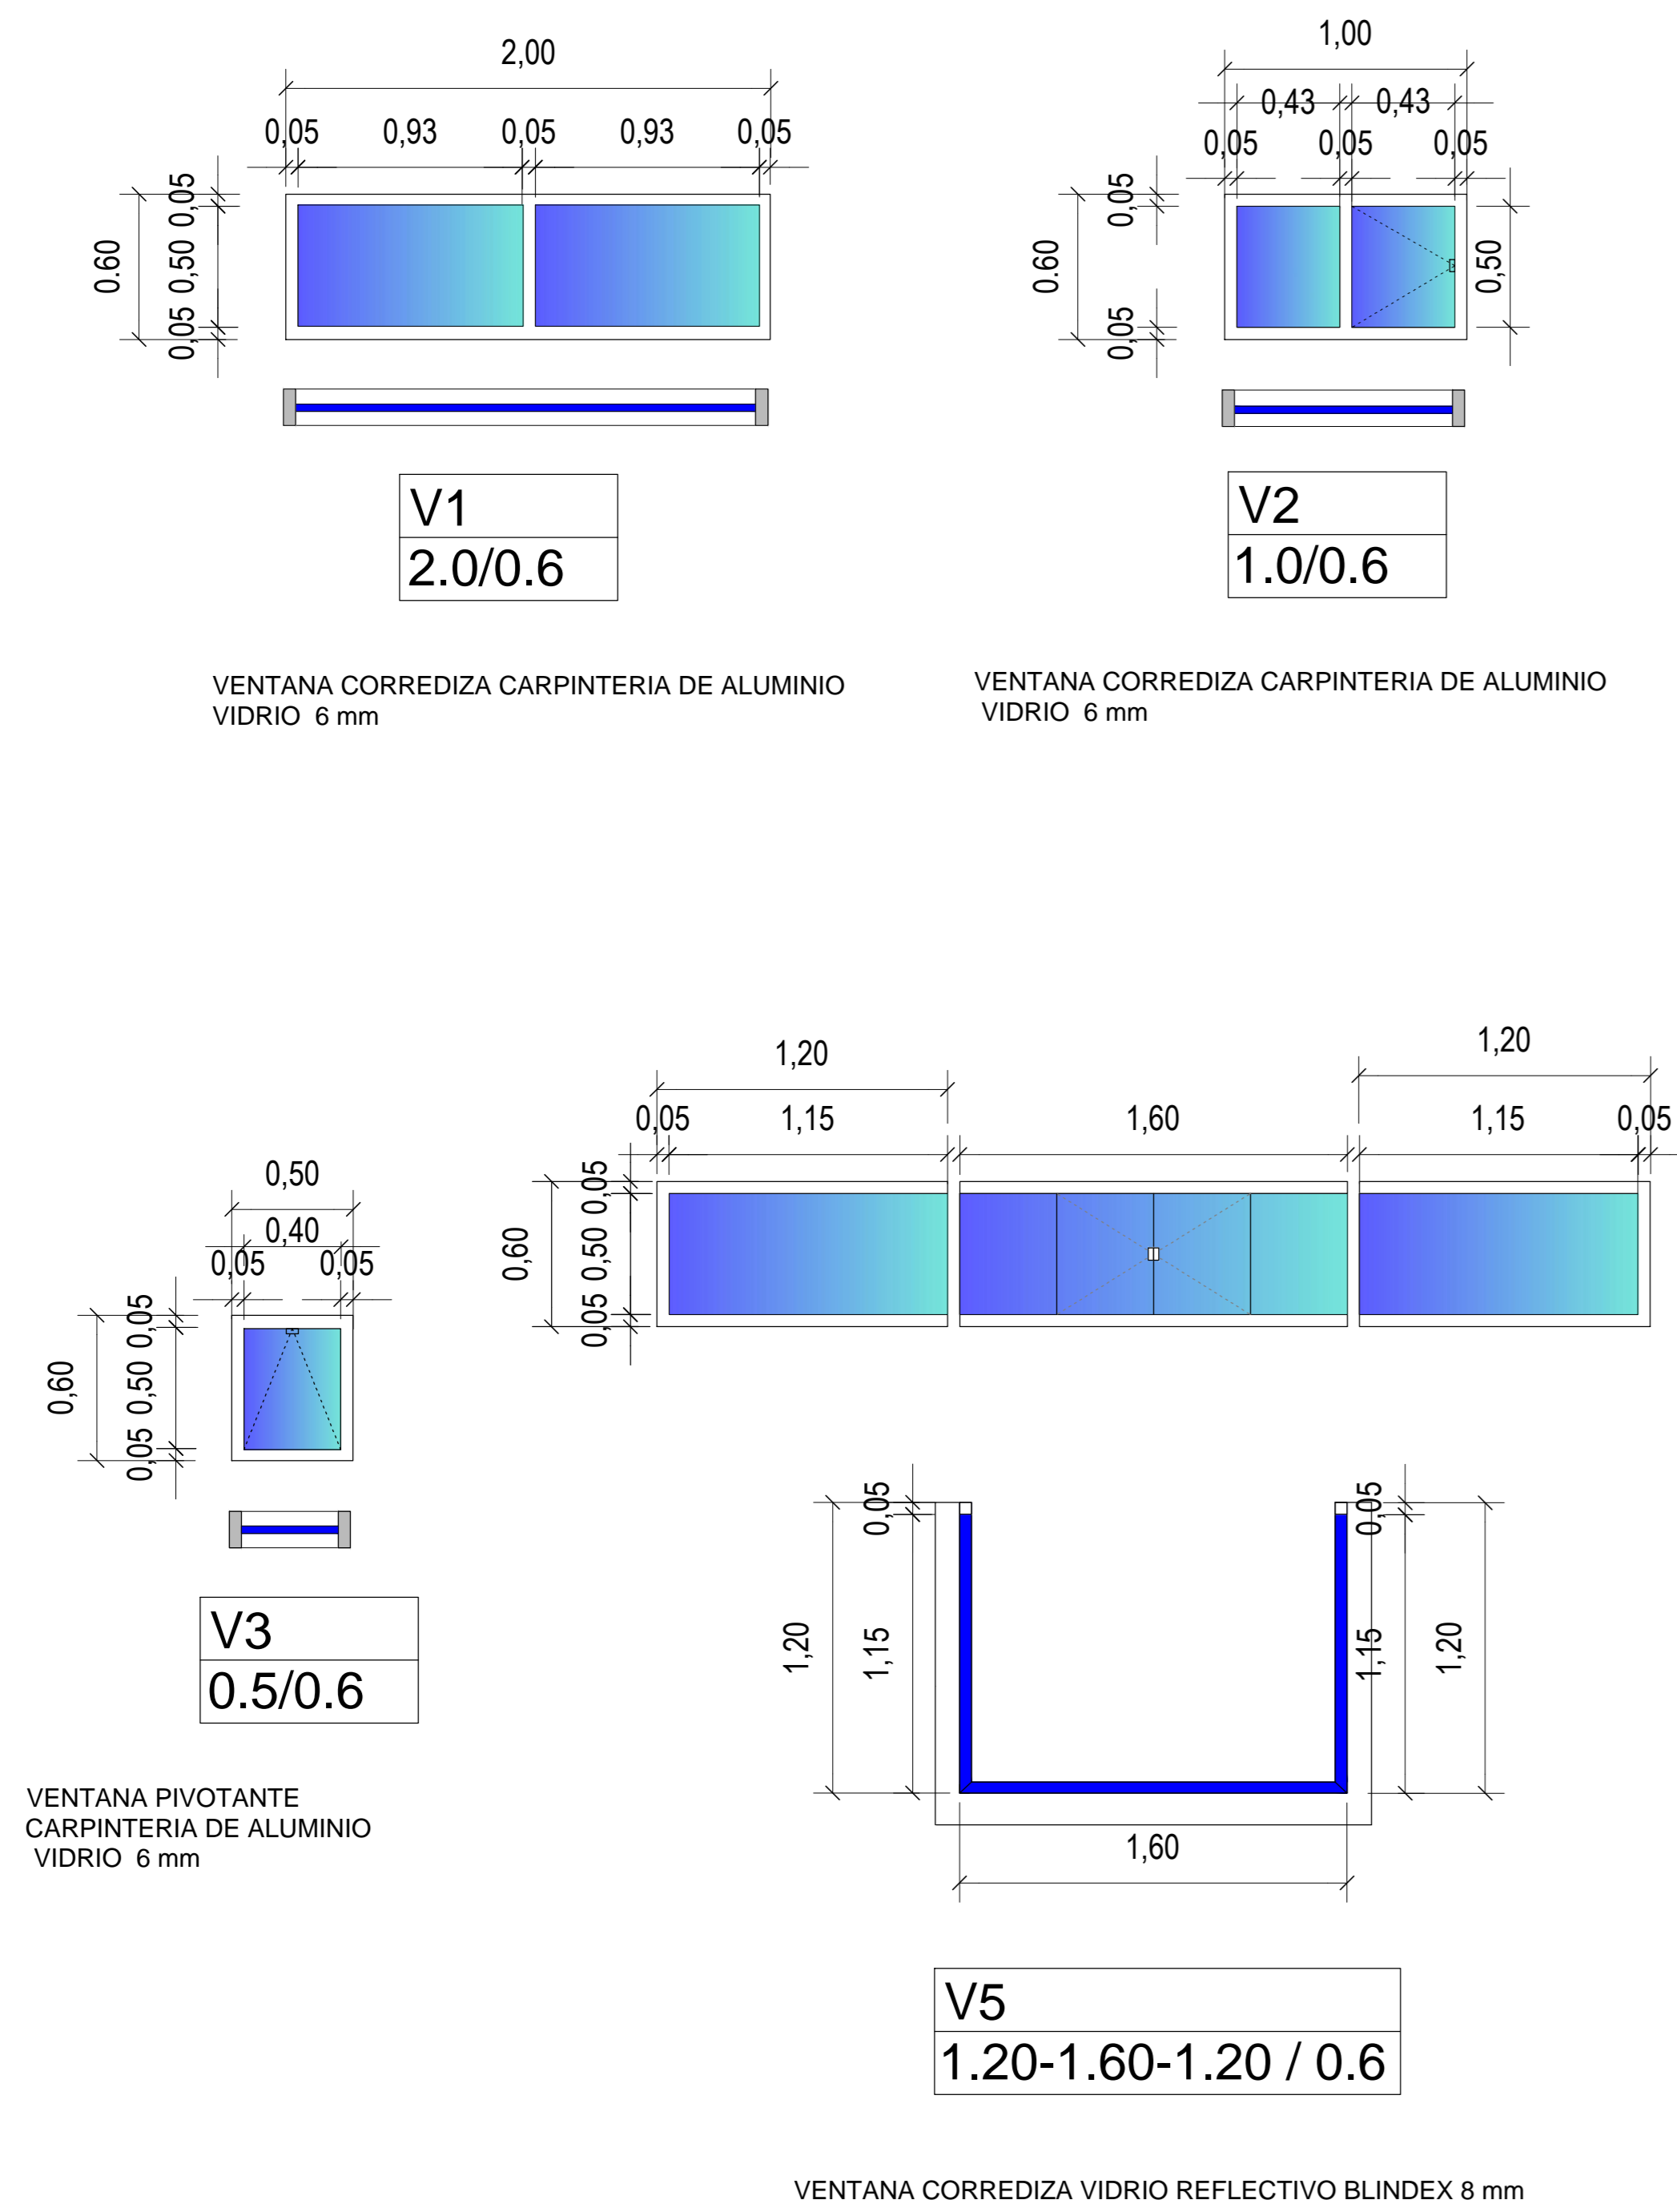 2,00
0,05 0,93 0,05 0,93 0,05
0.60
0,05 0,50 0,05
V1
2.0/0.6
VENTANA CORREDIZA CARPINTERIA DE ALUMINIO
VIDRIO 6 mm
1,00
0,43 0,43
0,05 0,05 0,05
0.60
0,05
0,05
0,50
V2
1.0/0.6
VENTANA CORREDIZA CARPINTERIA DE ALUMINIO
VIDRIO 6 mm
0,50
0,40
0,05 0,05
0,60
0,05 0,50 0,05
V3
0.5/0.6
VENTANA PIVOTANTE
CARPINTERIA DE ALUMINIO
VIDRIO 6 mm
1,20 1,20
0,05 1,15 1,60 1,15 0,05
0,60
0,05 0,50 0,05
0,05 0,05
1,20 1,15 1,15 1,20
1,60
V5
1.20-1.60-1.20 / 0.6
VENTANA CORREDIZA VIDRIO REFLECTIVO BLINDEX 8 mm